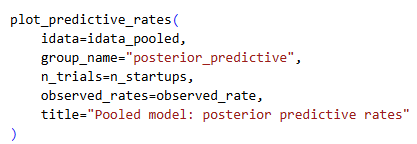 plot_predictive_rates(
    idata=idata_pooled,
    group_name="posterior_predictive",
    n_trials=n_startups,
    observed_rates=observed_rate,
    title="Pooled model: posterior predictive rates"
)